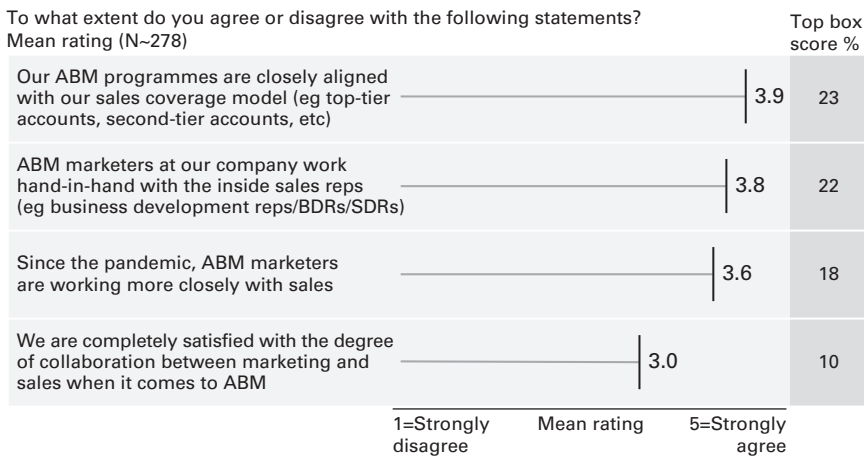 To what extent do you agree or disagree with the following statements?
Mean rating (N~278)
Top box
score %
Our ABM programmes are closely aligned
with our sales coverage model (eg top-tier
accounts, second-tier accounts, etc)
3.9
23
ABM marketers at our company work
hand-in-hand with the inside sales reps
(eg business development reps/BDRs/SDRs)
3.8
22
Since the pandemic, ABM marketers
are working more closely with sales
3.6
18
We are completely satisfied with the degree
of collaboration between marketing and
sales when it comes to ABM
3.0
10
1=Strongly
disagree
Mean rating
5=Strongly
agree